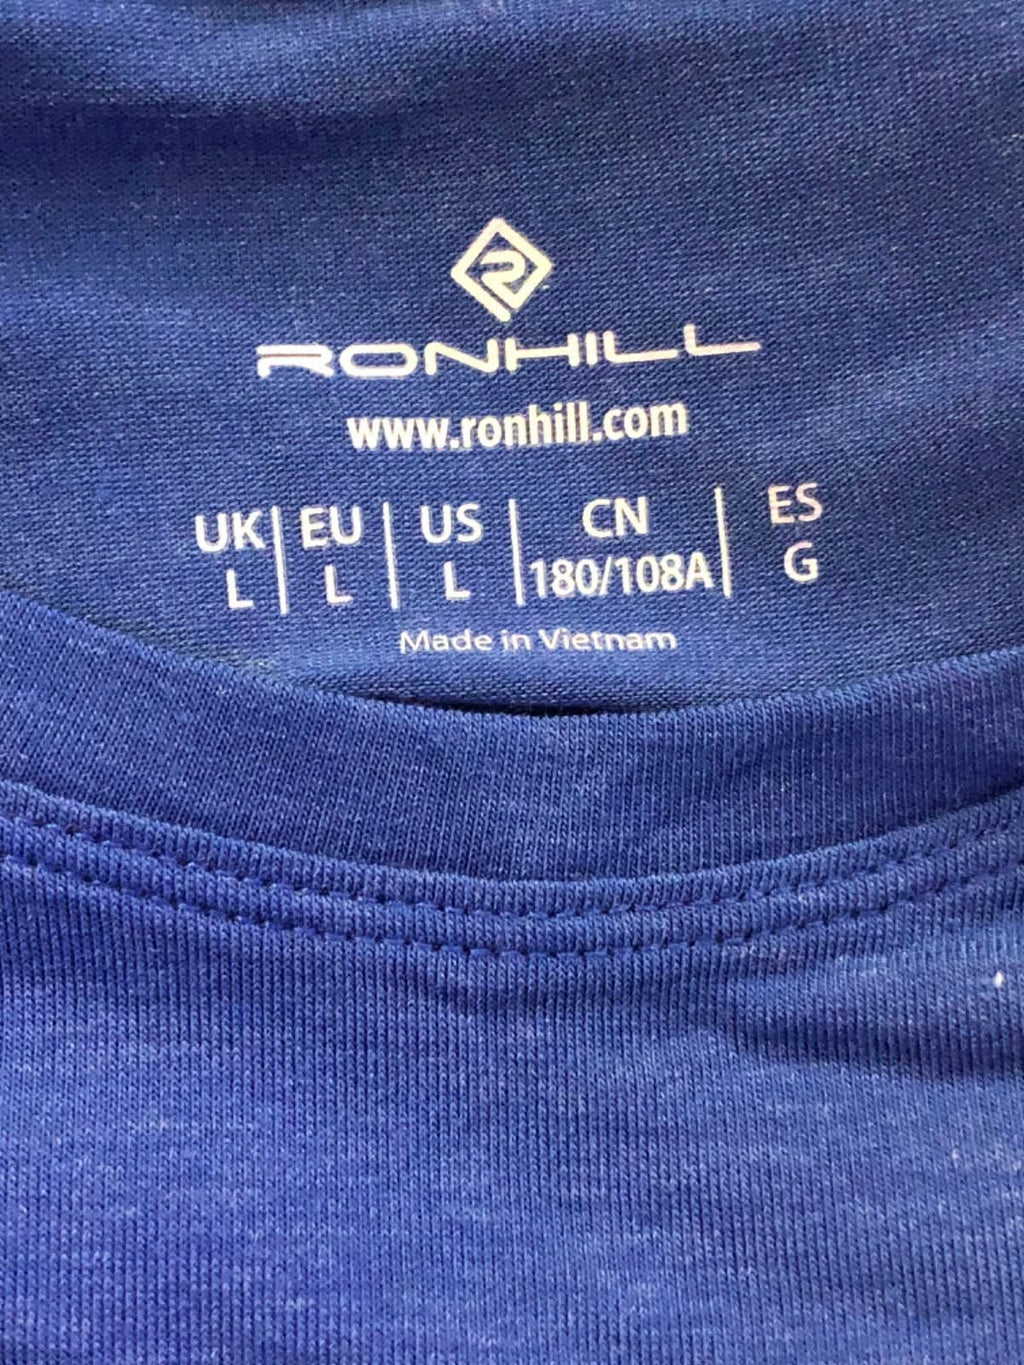 RONHILL
www.ronhill.com
UK | EU | US | CN | ES
L | L | L | 180/108A | G
Made in Vietnam